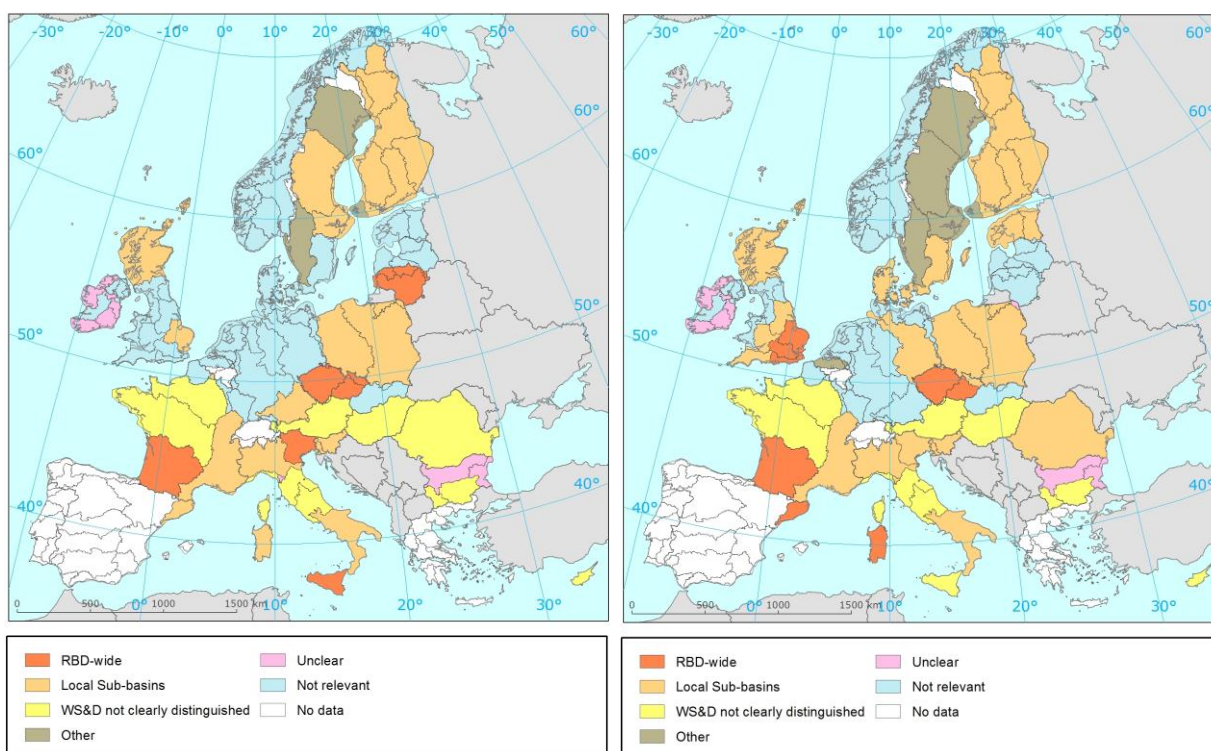 -30° -20° -10° 0° 10° 20° 30° 40° 50° 60°
60°
60°
50°
50°
40°
40°
0 500 1000 1500 km
0° 10° 20° 30°
RBD-wide
Local Sub-basins
WS&D not clearly distinguished
Other
Unclear
Not relevant
No data
-30° -20° -10° 0° 10° 20° 30° 40° 50° 60°
60°
60°
50°
50°
40°
40°
0 500 1000 1500 km
0° 10° 20° 30°
RBD-wide
Local Sub-basins
WS&D not clearly distinguished
Other
Unclear
Not relevant
No data